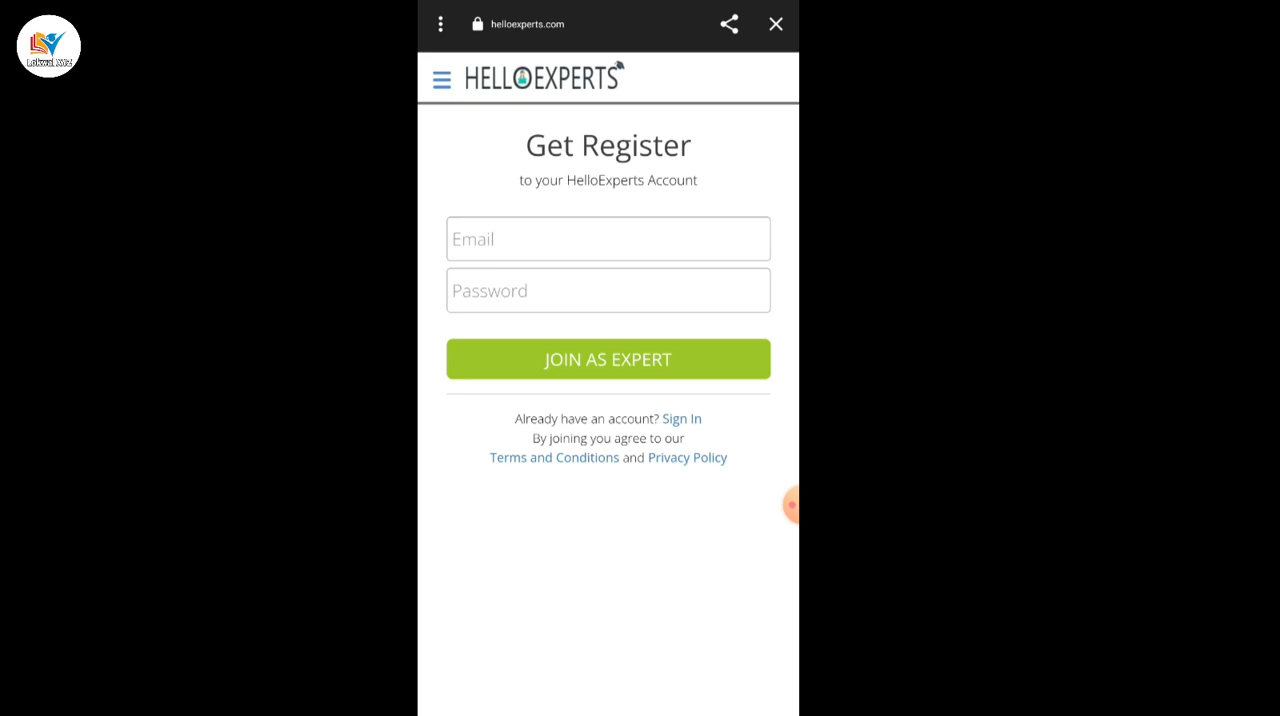 helloexperts.com
HELLOEXPERTS
Get Register
to your HelloExperts Account
Email
Password
JOIN AS EXPERT
Already have an account? Sign In
By joining you agree to our
Terms and Conditions and Privacy Policy